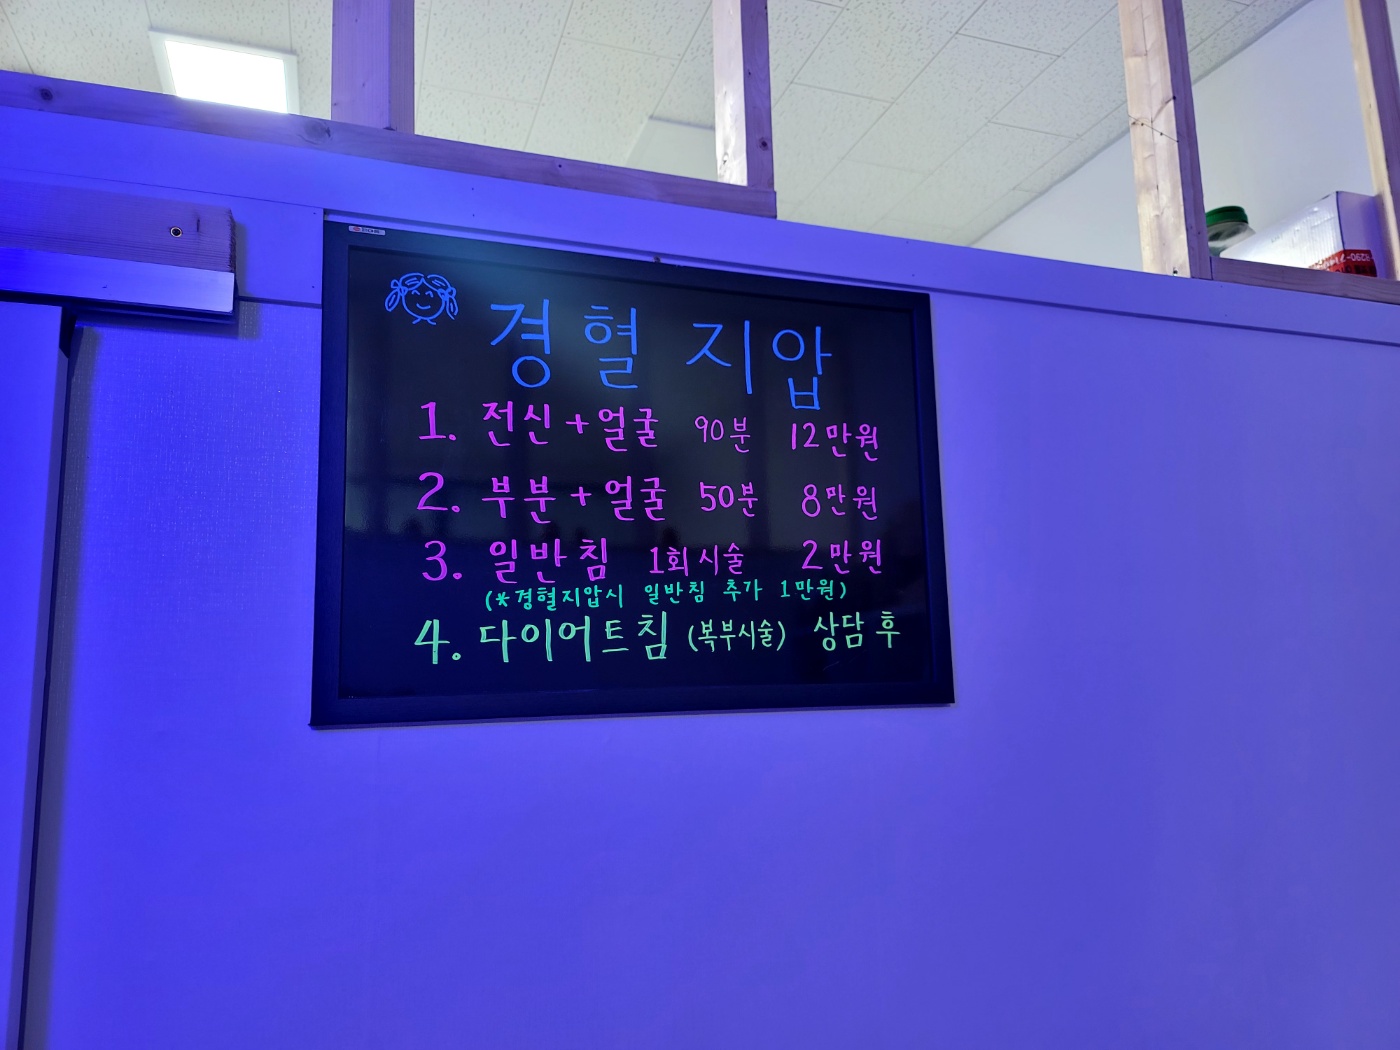 경혈 지압
1. 전신 + 얼굴 90분 12만원
2. 부분 + 얼굴 50분 8만원
3. 일반침 1회시술 2만원
(*경혈지압시 일반침 추가 1만원)
4. 다이어트침 (복부시술) 상담 후